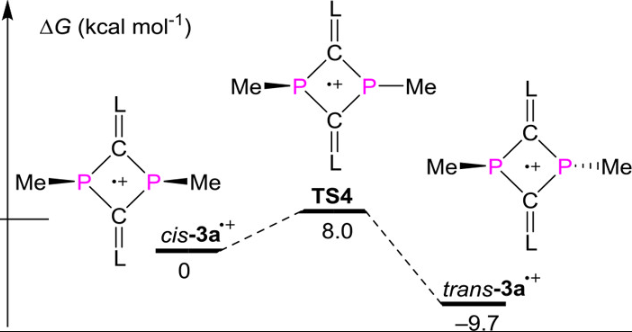 ΔG (kcal mol⁻¹)
L
C
Me P •+ P Me
C
L
L
C
Me P •+ P Me
C
L
L
C
Me P •+ P Me
C
L
cis-3a•+
0
TS4
8.0
trans-3a•+
–9.7